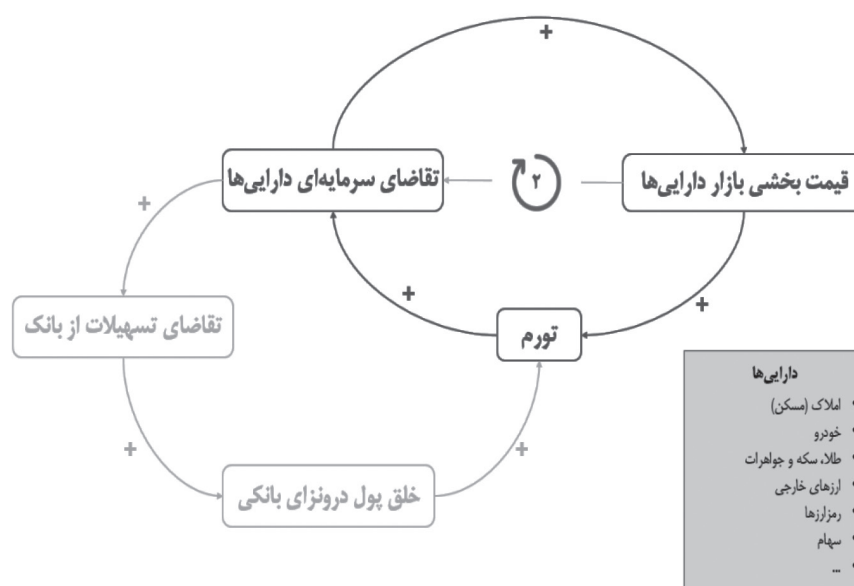 +
تقاضای سرمایه‌ای دارایی‌ها
۲
قیمت بخشی بازار دارایی‌ها
+
+
+
تورم
تقاضای تسهیلات از بانک
+
+
خلق پول درونزای بانکی
دارایی‌ها
• املاک (مسکن)
• خودرو
• طلا، سکه و جواهرات
• ارزهای خارجی
• رمزارزها
• سهام
• ...